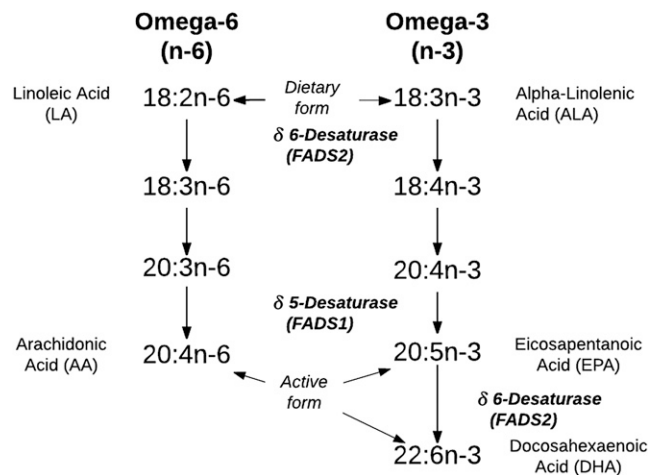 Omega-6
(n-6)
Omega-3
(n-3)
Linoleic Acid
(LA)
18:2n-6
Dietary
form
18:3n-3
Alpha-Linolenic
Acid (ALA)
δ 6-Desaturase
(FADS2)
18:3n-6
18:4n-3
20:3n-6
20:4n-3
δ 5-Desaturase
(FADS1)
Arachidonic
Acid (AA)
20:4n-6
20:5n-3
Eicosapentanoic
Acid (EPA)
Active
form
δ 6-Desaturase
(FADS2)
22:6n-3
Docosahexaenoic
Acid (DHA)